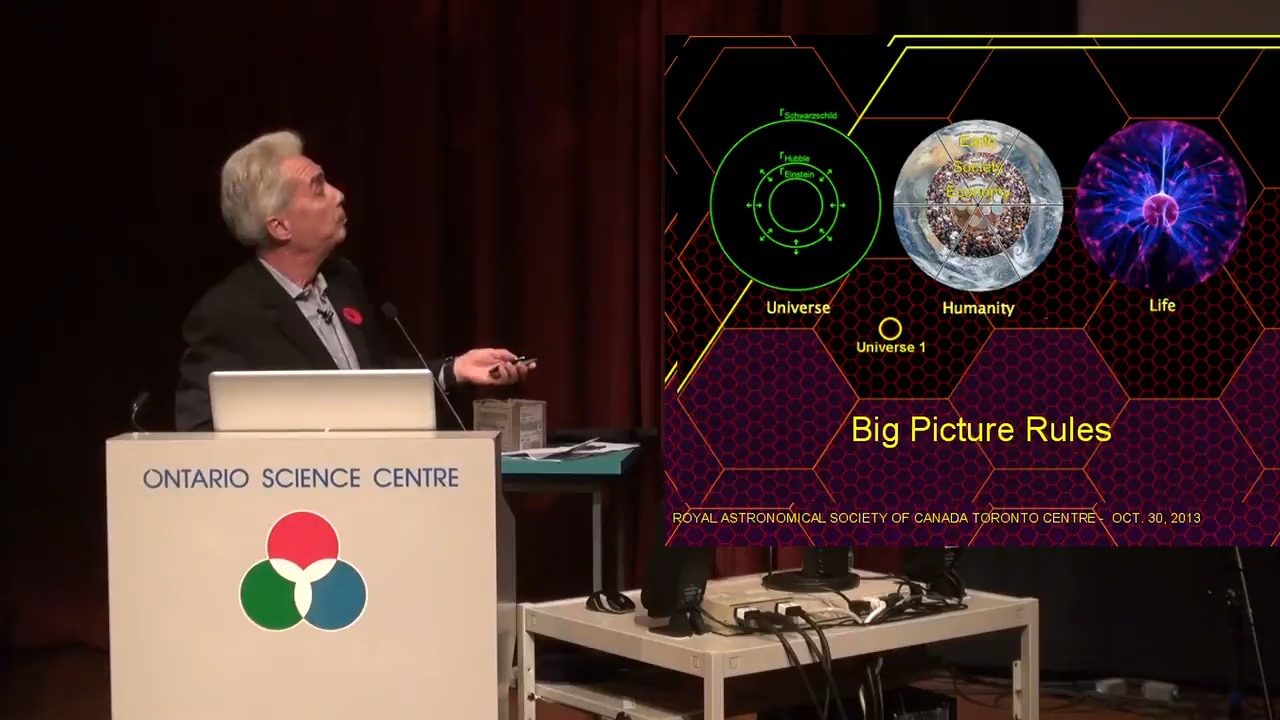 ONTARIO SCIENCE CENTRE
rSchwarzschild
rHubble
rEinstein
Earth
Society
Economy
Universe
Humanity
Life
Universe 1
Big Picture Rules
ROYAL ASTRONOMICAL SOCIETY OF CANADA TORONTO CENTRE - OCT. 30, 2013